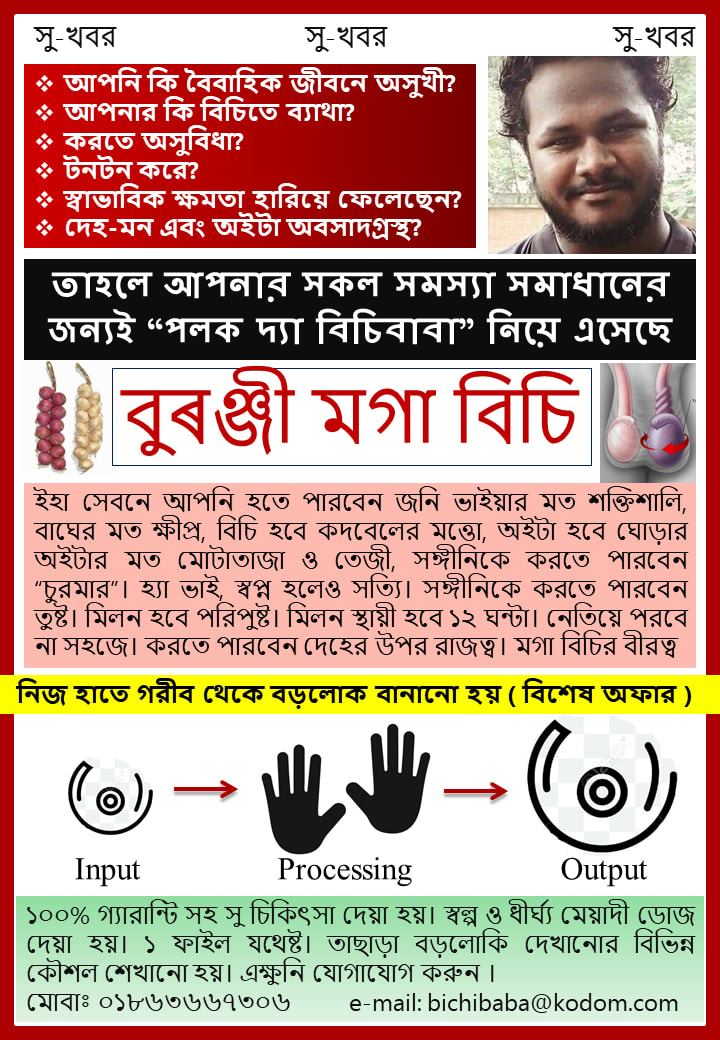 সু-খবর সু-খবর সু-খবর
❖ আপনি কি বৈবাহিক জীবনে অসুখী?
❖ আপনার কি বিচিতে ব্যাথা?
❖ করতে অসুবিধা?
❖ টনটন করে?
❖ স্বাভাবিক ক্ষমতা হারিয়ে ফেলেছেন?
❖ দেহ-মন এবং অইটা অবসাদগ্রস্থ?
তাহলে আপনার সকল সমস্যা সমাধানের
জন্যই “পলক দ্যা বিচিবাবা” নিয়ে এসেছে
বুৰঞ্জী মগা বিচি
ইহা সেবনে আপনি হতে পারবেন জনি ভাইয়ার মত শক্তিশালি,
বাঘের মত ক্ষীপ্র, বিচি হবে কদবেলের মত্তো, অইটা হবে ঘোড়ার
অইটার মত মোটাতাজা ও তেজী, সঙ্গীনিকে করতে পারবেন
“চুরমার”। হ্যা ভাই, স্বপ্ন হলেও সত্যি। সঙ্গীনিকে করতে পারবেন
তুষ্ট। মিলন হবে পরিপুষ্ট। মিলন স্থায়ী হবে ১২ ঘন্টা। নেতিয়ে পরবে
না সহজে। করতে পারবেন দেহের উপর রাজত্ব। মগা বিচির বীরত্ব
নিজ হাতে গরীব থেকে বড়লোক বানানো হয় ( বিশেষ অফার )
Input Processing Output
১০০% গ্যারান্টি সহ সু চিকিৎসা দেয়া হয়। স্বল্প ও ধীর্ঘ্য মেয়াদী ডোজ
দেয়া হয়। ১ ফাইল যথেষ্ট। তাছাড়া বড়লোকি দেখানোর বিভিন্ন
কৌশল শেখানো হয়। এক্ষুনি যোগাযোগ করুন ।
মোবাঃ ০১৮৬৩৬৬৭৩০৬ e-mail: bichibaba@kodom.com